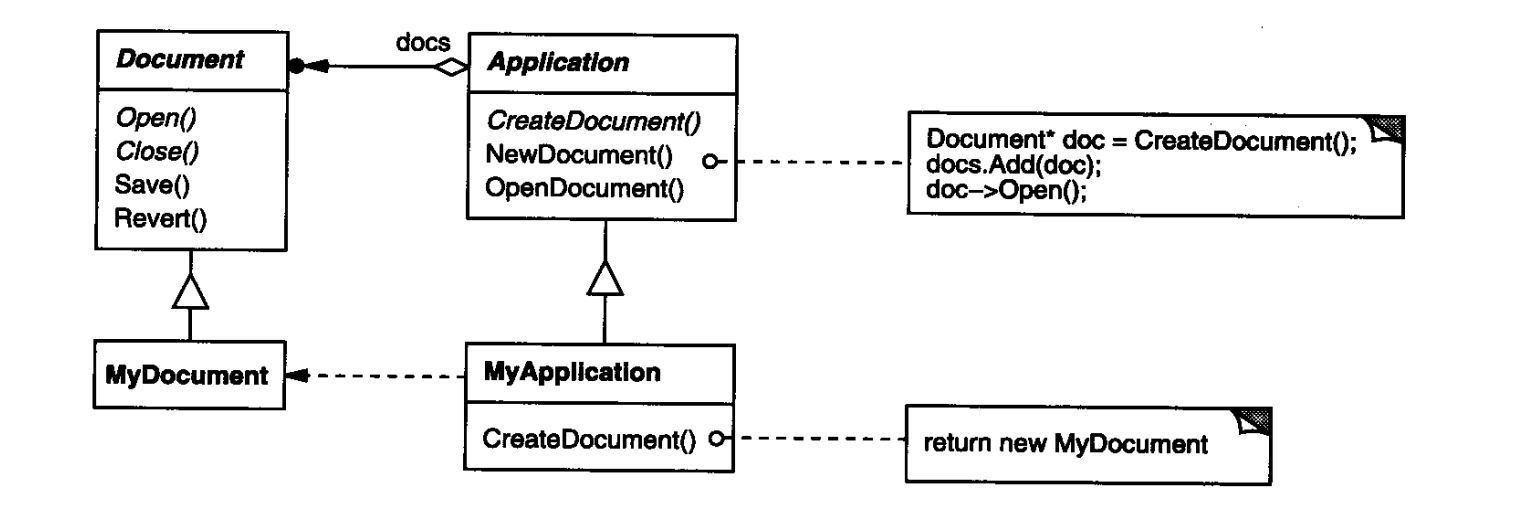 docs
Document
Open()
Close()
Save()
Revert()
Application
CreateDocument()
NewDocument()
OpenDocument()
Document* doc = CreateDocument();
docs.Add(doc);
doc->Open();
MyDocument
MyApplication
CreateDocument()
return new MyDocument